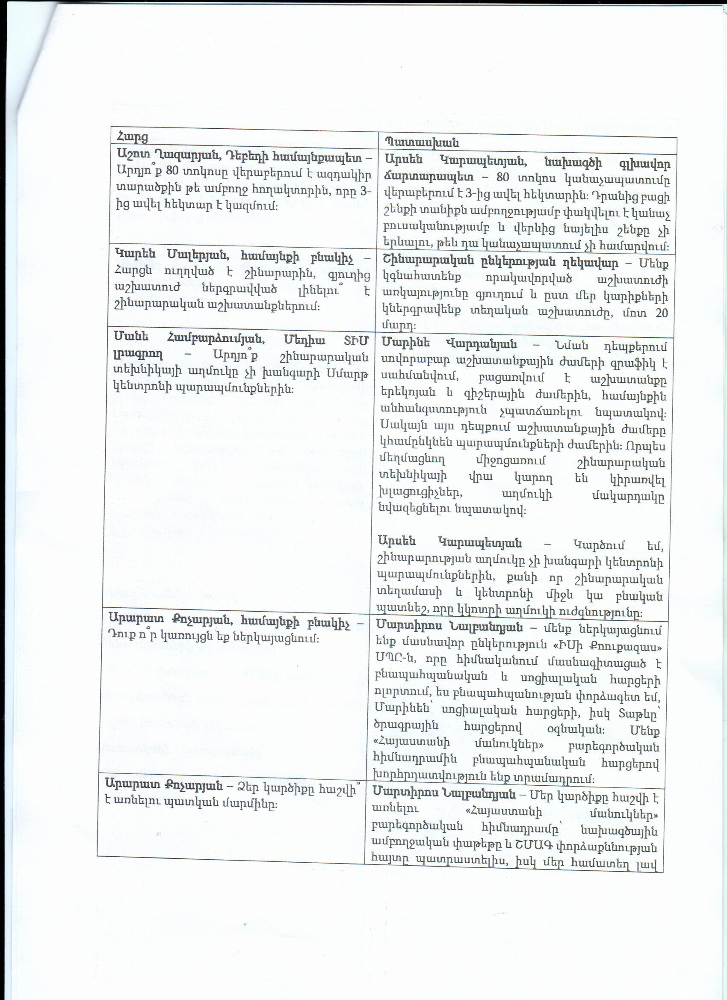 Հարց
Պատասխան
Աշոտ Ղազարյան, Դեբեդի համայնքապետ –
Արդյո՞ք 80 տոկոսը վերաբերում է ազդակիր
տարածքին թե ամբողջ հողակտորին, որը 3-
ից ավել հեկտար է կազմում:
Արսեն Կարապետյան, նախագծի գլխավոր
ճարտարապետ – 80 տոկոս կանաչապատումը
վերաբերում է 3-ից ավել հեկտարին: Դրանից բացի
շենքի տանիքն ամբողջությամբ փակվելու է կանաչ
բուսականությամբ և վերևից նայելիս շենքը չի
երևալու, թեև դա կանաչապատում չի համարվում:
Կարեն Մալերյան, համայնքի բնակիչ –
Հարցն ուղղված է շինարարին, գյուղից
աշխատուժ ներգրավված լինելու՞ է
շինարարական աշխատանքներում:
Շինարարական ընկերության ղեկավար – Մենք
կգնահատենք որակավորված աշխատուժի
առկայությունը գյուղում և ըստ մեր կարիքների
կներգրավենք տեղական աշխատուժը, մոտ 20
մարդ:
Մանե Համբարձումյան, Մեդիա ՏԻՄ
լրագրող – Արդյո՞ք շինարարական
տեխնիկայի աղմուկը չի խանգարի Սմարթ
կենտրոնի պարապմունքներին:
Մարինե Վարդանյան – Նման դեպքերում
սովորաբար աշխատանքային ժամերի գրաֆիկ է
սահմանվում, բացառվում է աշխատանքը
երեկոյան և գիշերային ժամերին, համայնքին
անհանգստություն չպատճառելու նպատակով:
Սակայն այս դեպքում աշխատանքային ժամերը
կհամընկնեն պարապմունքների ժամերին: Որպես
մեղմացնող միջոցառում շինարարական
տեխնիկայի վրա կարող են կիրառվել
խլացուցիչներ, աղմուկի մակարդակը
նվազեցնելու նպատակով:
Արսեն Կարապետյան – Կարծում եմ,
շինարարության աղմուկը չի խանգարի կենտրոնի
պարապմունքներին, քանի որ շինարարական
տեղամասի և կենտրոնի միջև կա բնական
պատնեշ, որը կկոտրի աղմուկի ուժգնությունը:
Արարատ Քոչարյան, համայնքի բնակիչ –
Դուք ո՞ր կառույցն եք ներկայացնում:
Մարտիրոս Նալբանդյան – մենք ներկայացնում
ենք մասնավոր ընկերություն «ԻՍի Քոուքազաս»
ՍՊԸ-ն, որը հիմնականում մասնագիտացած է
բնապահպանական և սոցիալական հարցերի
ոլորտում, ես բնապահպանության փորձագետ եմ,
Մարինեն՝ սոցիալական հարցերի, իսկ Տաթևը՝
ծրագրային հարցերով օգնական: Մենք
«Հայաստանի մանուկներ» բարեգործական
հիմնադրամին բնապահպանական հարցերով
խորհրդատվություն ենք տրամադրում:
Արարատ Քոչարյան – Ձեր կարծիքը հաշվի՞
է առնելու պատկան մարմինը:
Մարտիրոս Նալբանդյան – Մեր կարծիքը հաշվի է
առնելու «Հայաստանի մանուկներ»
բարեգործական հիմնադրամը՝ նախագծային
ամբողջական փաթեթը և ՇՄԱԳ փորձաքննության
հայտը պատրաստելիս, իսկ մեր համատեղ լավ